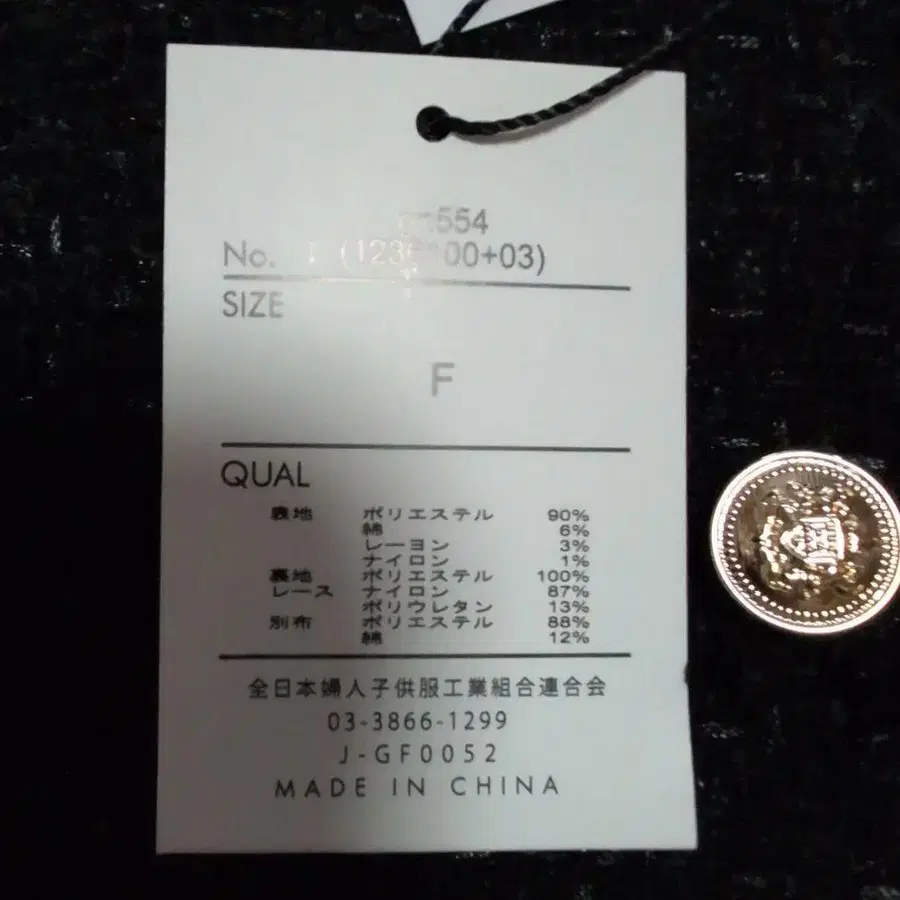 554
No. (123 00+03)
SIZE
F
QUAL
表地 ポリエステル 90%
綿 6%
レーヨン 3%
ナイロン 1%
裏地 ポリエステル 100%
レース ナイロン 87%
ポリウレタン 13%
別布 ポリエステル 88%
綿 12%
全日本婦人子供服工業組合連合会
03-3866-1299
J-GF0052
MADE IN CHINA